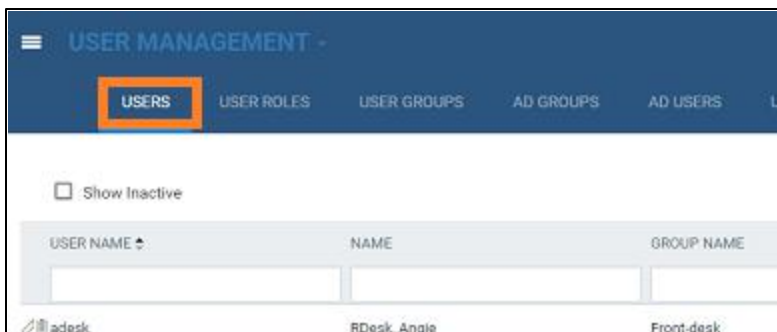 USER MANAGEMENT -
USERS USER ROLES USER GROUPS AD GROUPS AD USERS
Show Inactive
USER NAME NAME GROUP NAME
adesk RDesk, Angie Front-desk